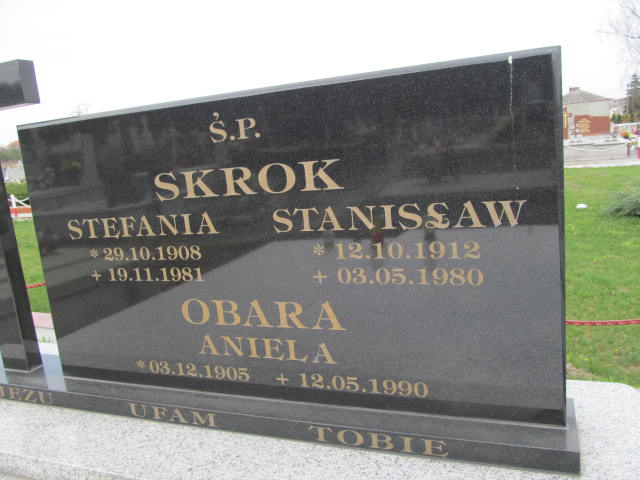 Ś.P.
SKROK
STEFANIA STANISŁAW
* 29.10.1908 * 12.10.1912
+ 19.11.1981 + 03.05.1980
OBARA
ANIELA
* 03.12.1905 + 12.05.1990
JEZU UFAM TOBIE